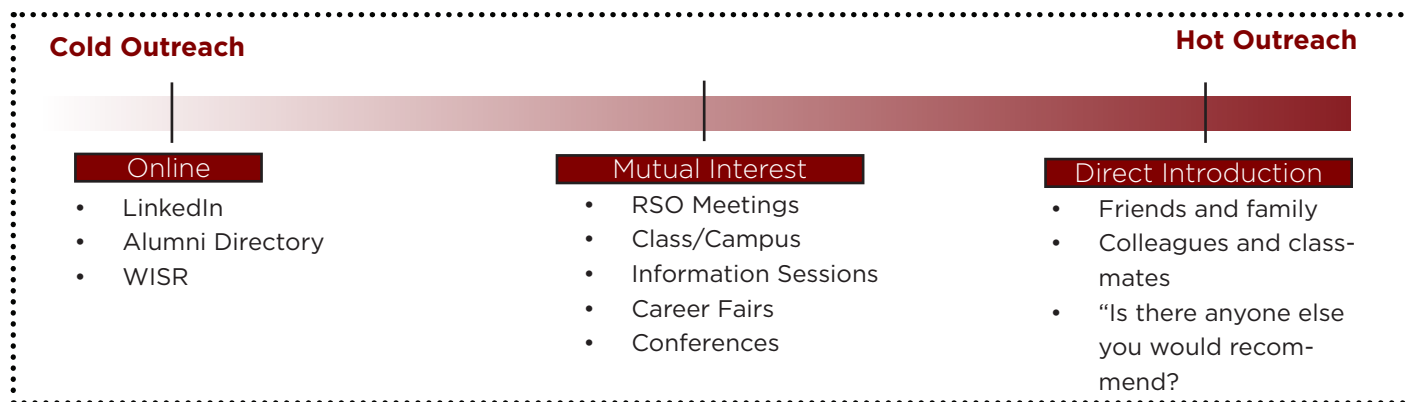 Cold Outreach
Hot Outreach
Online
• LinkedIn
• Alumni Directory
• WISR
Mutual Interest
• RSO Meetings
• Class/Campus
• Information Sessions
• Career Fairs
• Conferences
Direct Introduction
• Friends and family
• Colleagues and class-
mates
• “Is there anyone else
you would recom-
mend?